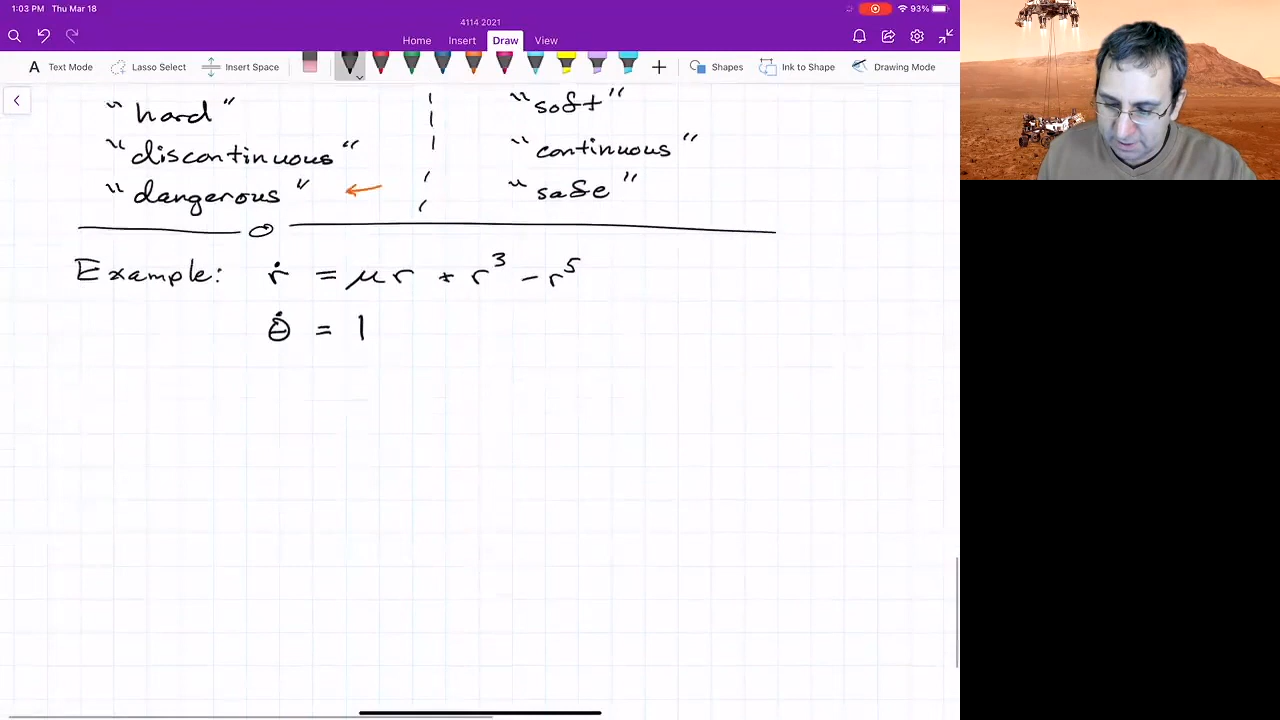 1:03 PM Thu Mar 18
93%
4114 2021
Home Insert Draw View
A Text Mode Lasso Select Insert Space Shapes Ink to Shape Drawing Mode
"hard" "soft"
"discontinuous" "continuous"
"dangerous" "safe"
Example: ṙ = μr + r³ - r⁵
θ̇ = 1